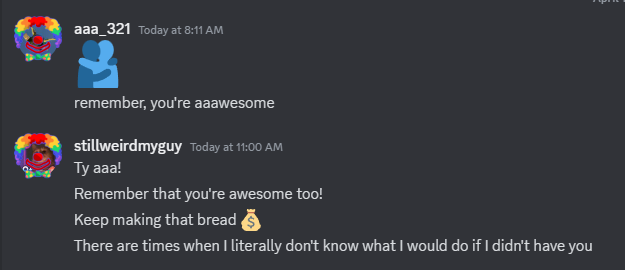 April
aaa_321 Today at 8:11 AM
🫂
remember, you're aaawesome
stillweirdmyguy Today at 11:00 AM
Ty aaa!
Remember that you're awesome too!
Keep making that bread 💰
There are times when I literally don't know what I would do if I didn't have you